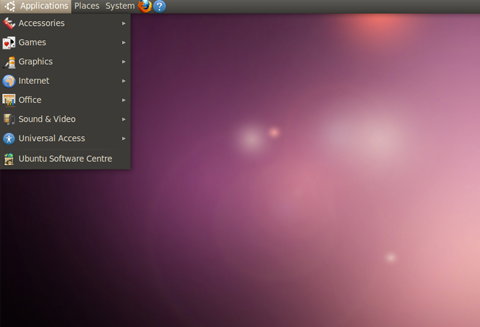 Applications Places System
Accessories
Games
Graphics
Internet
Office
Sound & Video
Universal Access
Ubuntu Software Centre